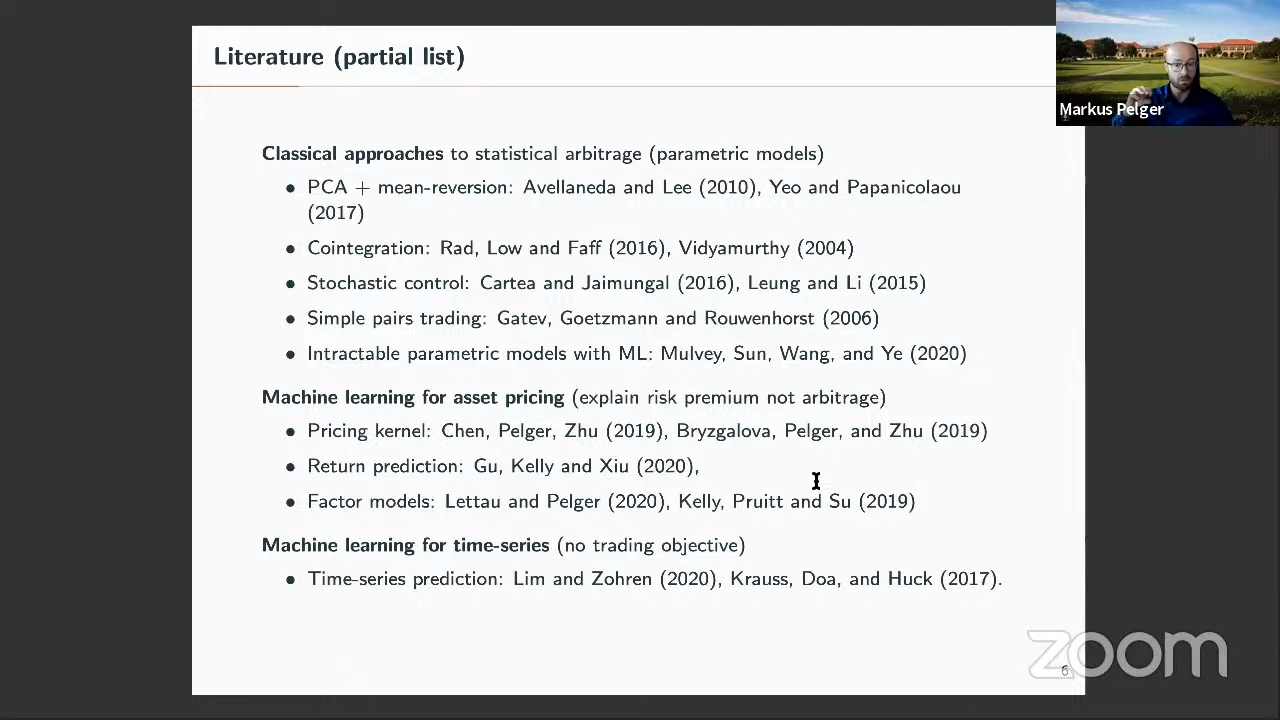 Literature (partial list)
Markus Pelger
Classical approaches to statistical arbitrage (parametric models)
• PCA + mean-reversion: Avellaneda and Lee (2010), Yeo and Papanicolaou
(2017)
• Cointegration: Rad, Low and Faff (2016), Vidyamurthy (2004)
• Stochastic control: Cartea and Jaimungal (2016), Leung and Li (2015)
• Simple pairs trading: Gatev, Goetzmann and Rouwenhorst (2006)
• Intractable parametric models with ML: Mulvey, Sun, Wang, and Ye (2020)
Machine learning for asset pricing (explain risk premium not arbitrage)
• Pricing kernel: Chen, Pelger, Zhu (2019), Bryzgalova, Pelger, and Zhu (2019)
• Return prediction: Gu, Kelly and Xiu (2020),
• Factor models: Lettau and Pelger (2020), Kelly, Pruitt and Su (2019)
Machine learning for time-series (no trading objective)
• Time-series prediction: Lim and Zohren (2020), Krauss, Doa, and Huck (2017).
zoom
6